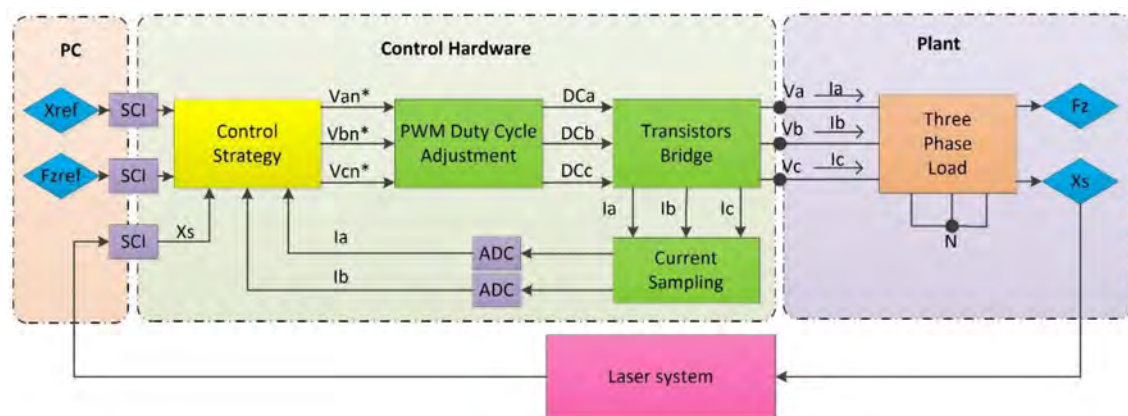 PC
Control Hardware
Plant
Xref
SCI
Van*
DCa
Va
Ia
Fz
Control
Strategy
Vbn*
PWM Duty Cycle
Adjustment
DCb
Transistors
Bridge
Vb
Ib
Three
Phase
Load
Fzref
SCI
Vcn*
DCc
Vc
Ic
Xs
Ia
Ib
Ic
SCI
Xs
Ia
ADC
Ib
ADC
Current
Sampling
N
Laser system